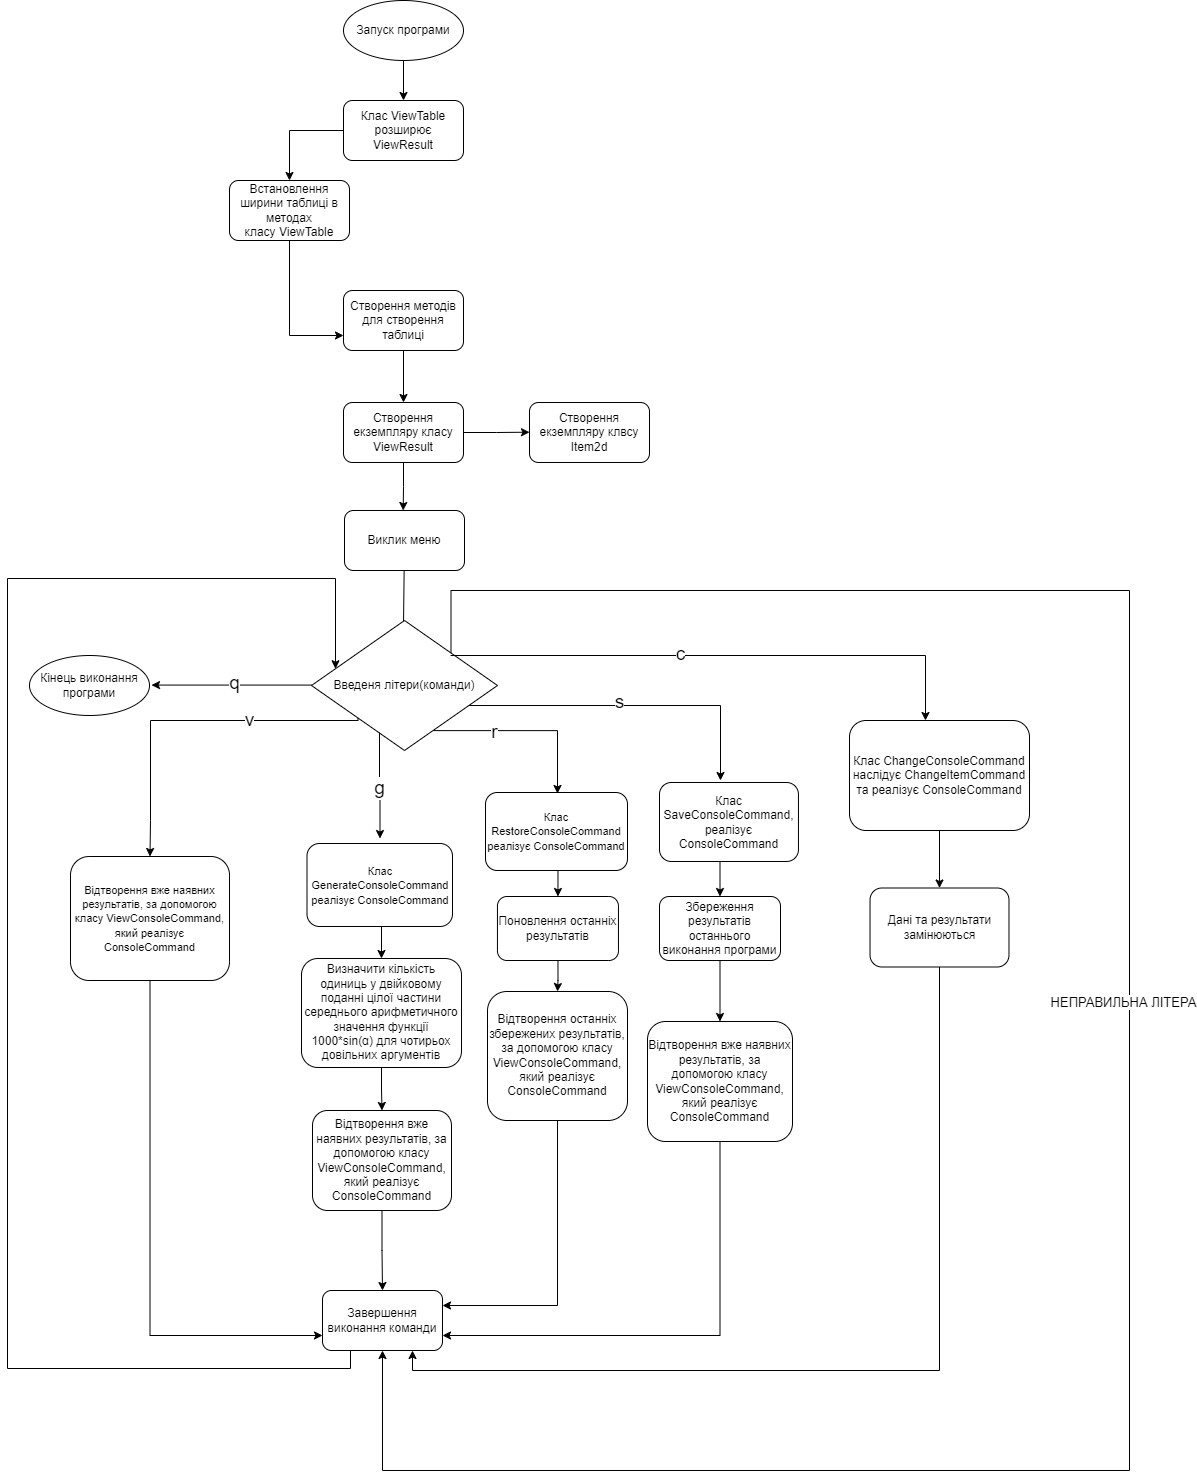 Запуск програми
Клас ViewTable
розширює
ViewResult
Встановлення
ширини таблиці в
методах
класу ViewTable
Створення методів
для створення
таблиці
Створення
екземпляру класу
ViewResult
Створення
екземпляру клвсу
Item2d
Виклик меню
Введеня літери(команди)
c
q
Кінець виконання
програми
v
g
r
s
Клас ChangeConsoleCommand
наслідує ChangeItemCommand
та реалізує ConsoleCommand
Клас
SaveConsoleCommand,
реалізує
ConsoleCommand
Клас
RestoreConsoleCommand
реалізує ConsoleCommand
Клас
GenerateConsoleCommand
реалізує ConsoleCommand
Відтворення вже наявних
результатів, за допомогою
класу ViewConsoleCommand,
який реалізує
ConsoleCommand
Поновлення останніх
результатів
Збереження
результатів
останнього
виконання програми
Дані та результати
замінюються
Визначити кількість
одиниць у двійковому
поданні цілої частини
середнього арифметичного
значення функції
1000*sin(α) для чотирьох
довільних аргументів
Відтворення останніх
збережених результатів,
за допомогою класу
ViewConsoleCommand,
який реалізує
ConsoleCommand
Відтворення вже наявних
результатів, за
допомогою класу
ViewConsoleCommand,
який реалізує
ConsoleCommand
НЕПРАВИЛЬНА ЛІТЕРА
Відтворення вже
наявних результатів, за
допомогою класу
ViewConsoleCommand,
який реалізує
ConsoleCommand
Завершення
виконання команди